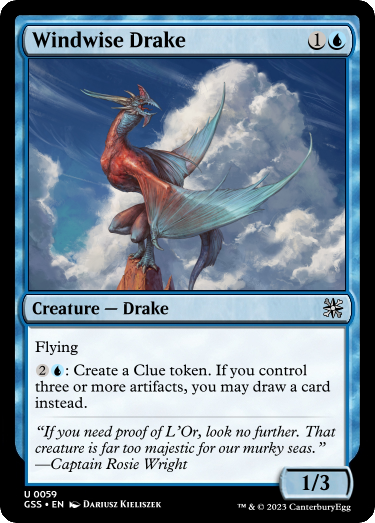 Windwise Drake 1
Creature — Drake
Flying
2 : Create a Clue token. If you control
three or more artifacts, you may draw a card
instead.
“If you need proof of L’Or, look no further. That
creature is far too majestic for our murky seas.”
—Captain Rosie Wright
1/3
U 0059
GSS • EN Dariusz Kieliszek
™ & © 2023 CanterburyEgg